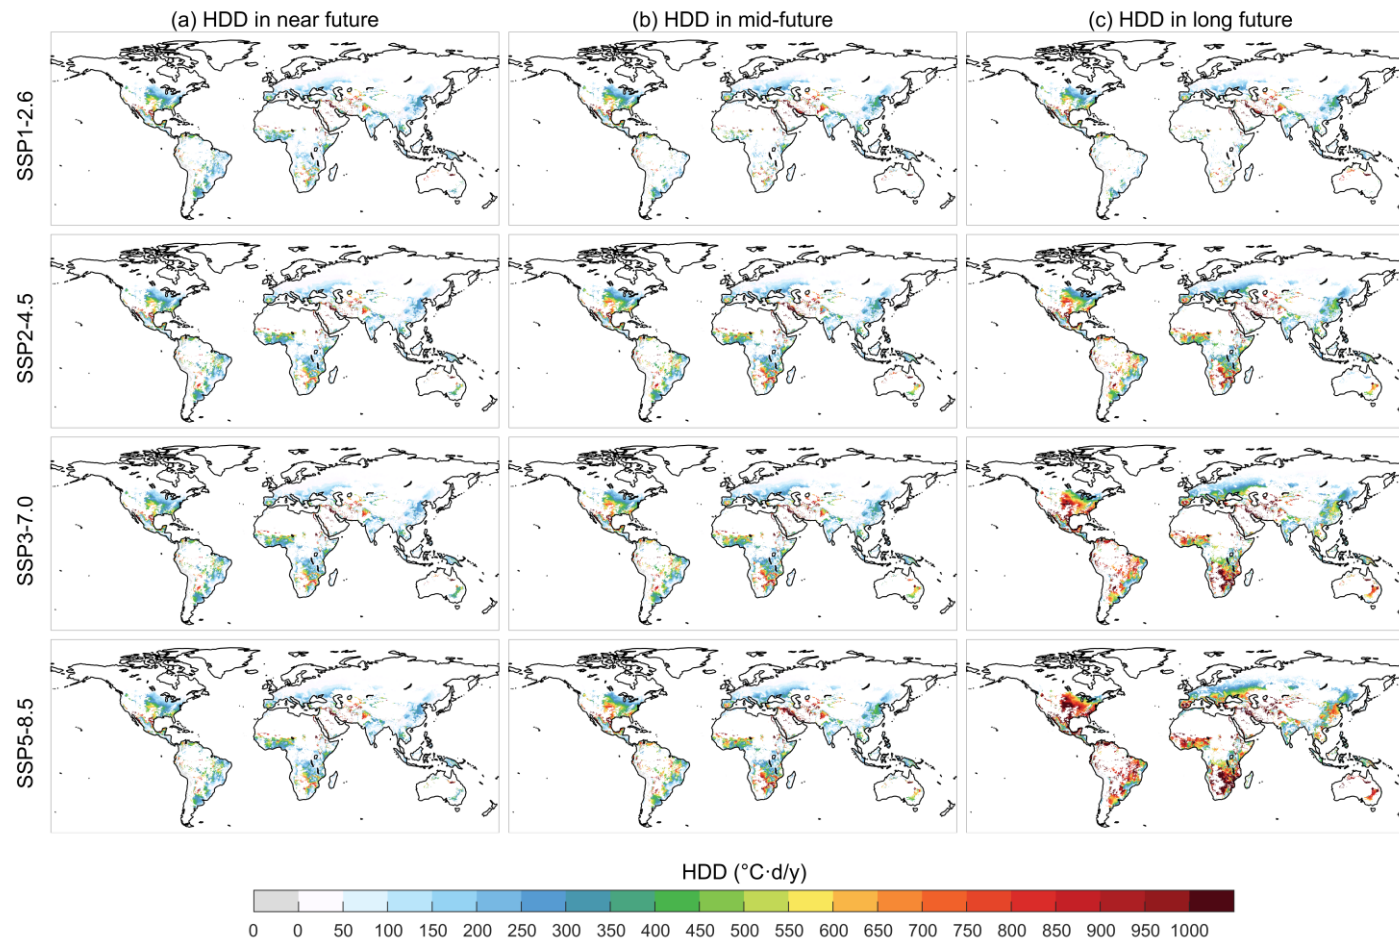 (a) HDD in near future
(b) HDD in mid-future
(c) HDD in long future
SSP1-2.6
SSP2-4.5
SSP3-7.0
SSP5-8.5
HDD (°C·d/y)
0 0 50 100 150 200 250 300 350 400 450 500 550 600 650 700 750 800 850 900 950 1000